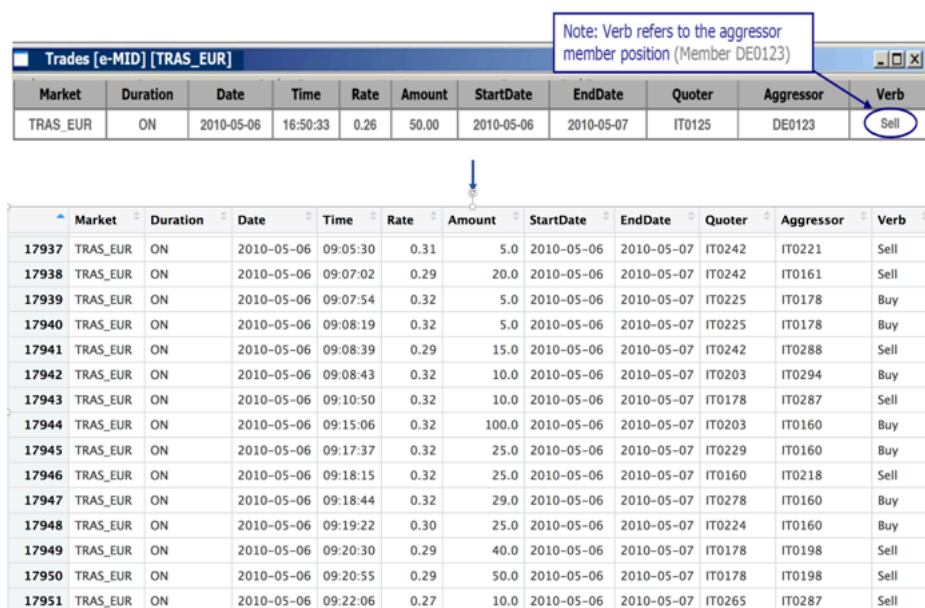 Note: Verb refers to the aggressor
member position (Member DE0123)
Trades [e-MID] [TRAS_EUR]
Market Duration Date Time Rate Amount StartDate EndDate Quoter Aggressor Verb
TRAS_EUR ON 2010-05-06 16:50:33 0.26 50.00 2010-05-06 2010-05-07 IT0125 DE0123 Sell
Market Duration Date Time Rate Amount StartDate EndDate Quoter Aggressor Verb
17937 TRAS_EUR ON 2010-05-06 09:05:30 0.31 5.0 2010-05-06 2010-05-07 IT0242 IT0221 Sell
17938 TRAS_EUR ON 2010-05-06 09:07:02 0.29 20.0 2010-05-06 2010-05-07 IT0242 IT0161 Sell
17939 TRAS_EUR ON 2010-05-06 09:07:54 0.32 5.0 2010-05-06 2010-05-07 IT0225 IT0178 Buy
17940 TRAS_EUR ON 2010-05-06 09:08:19 0.32 5.0 2010-05-06 2010-05-07 IT0225 IT0178 Buy
17941 TRAS_EUR ON 2010-05-06 09:08:39 0.29 15.0 2010-05-06 2010-05-07 IT0242 IT0288 Sell
17942 TRAS_EUR ON 2010-05-06 09:08:43 0.32 10.0 2010-05-06 2010-05-07 IT0203 IT0294 Buy
17943 TRAS_EUR ON 2010-05-06 09:10:50 0.32 10.0 2010-05-06 2010-05-07 IT0178 IT0287 Sell
17944 TRAS_EUR ON 2010-05-06 09:15:06 0.32 100.0 2010-05-06 2010-05-07 IT0203 IT0160 Buy
17945 TRAS_EUR ON 2010-05-06 09:17:37 0.32 25.0 2010-05-06 2010-05-07 IT0229 IT0160 Buy
17946 TRAS_EUR ON 2010-05-06 09:18:15 0.32 25.0 2010-05-06 2010-05-07 IT0160 IT0218 Sell
17947 TRAS_EUR ON 2010-05-06 09:18:44 0.32 29.0 2010-05-06 2010-05-07 IT0278 IT0160 Buy
17948 TRAS_EUR ON 2010-05-06 09:19:22 0.30 25.0 2010-05-06 2010-05-07 IT0224 IT0160 Buy
17949 TRAS_EUR ON 2010-05-06 09:20:30 0.29 40.0 2010-05-06 2010-05-07 IT0178 IT0198 Sell
17950 TRAS_EUR ON 2010-05-06 09:20:55 0.29 50.0 2010-05-06 2010-05-07 IT0178 IT0198 Sell
17951 TRAS_EUR ON 2010-05-06 09:22:06 0.27 10.0 2010-05-06 2010-05-07 IT0265 IT0287 Sell